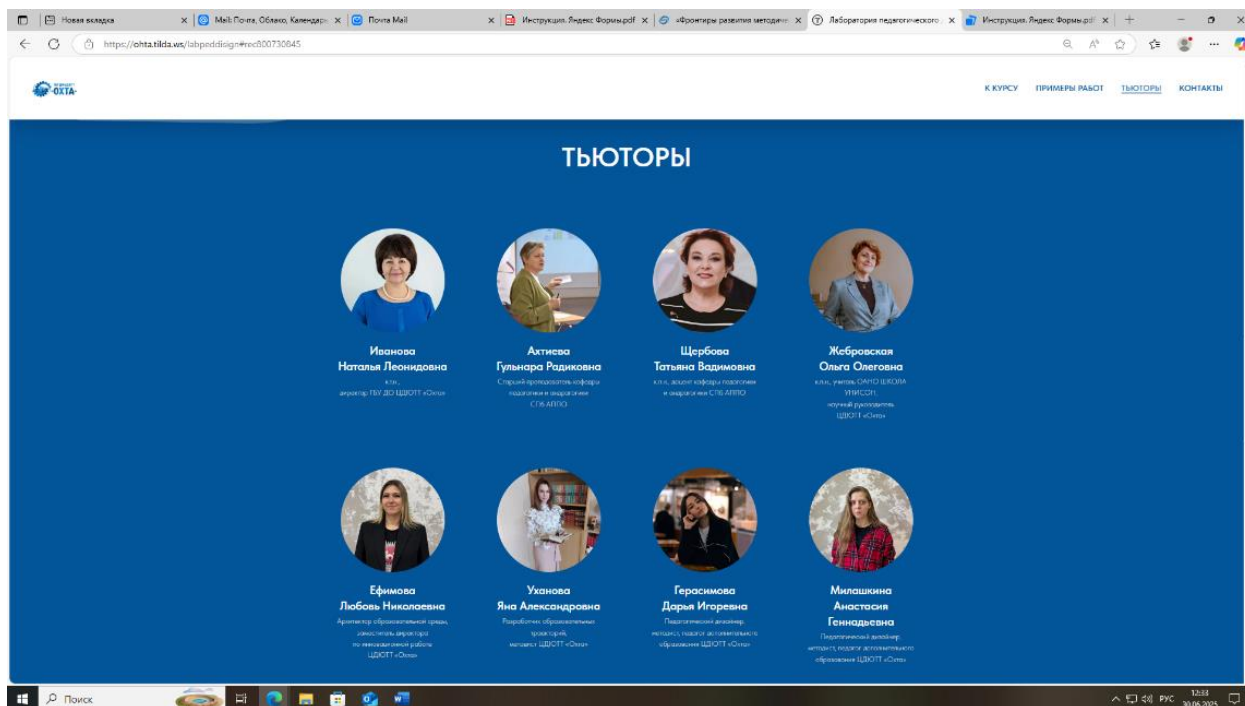 Новая вкладка
Mail: Почта, Облако, Календарь
Почта Mail
Инструкция. Яндекс Формы.pdf
«Фронтиры развития методиче
Лаборатория педагогического
Инструкция. Яндекс Формы.pdf
https://ohta.tilda.ws/labpeddisign#rec800730845
ОХТА
К КУРСУ
ПРИМЕРЫ РАБОТ
ТЬЮТОРЫ
КОНТАКТЫ
ТЬЮТОРЫ
Иванова
Наталья Леонидовна
к.п.н.,
директор ГБУ ДО ЦДЮТТ «Охта»
Ахтиева
Гульнара Радиковна
Старший преподаватель кафедры
педагогики и андрагогики
СПб АППО
Щербова
Татьяна Вадимовна
к.п.н., доцент кафедры педагогики
и андрагогики СПб АППО
Жебровская
Ольга Олеговна
к.п.н., учитель ОАНО ШКОЛА
УНИСОН,
научный руководитель
ЦДЮТТ «Охта»
Ефимова
Любовь Николаевна
Архитектор образовательной среды,
заместитель директора
по инновационной работе
ЦДЮТТ «Охта»
Уханова
Яна Александровна
Разработчик образовательных
траекторий,
методист ЦДЮТТ «Охта»
Герасимова
Дарья Игоревна
Педагогический дизайнер,
методист, педагог дополнительного
образования ЦДЮТТ «Охта»
Милашкина
Анастасия
Геннадьевна
Педагогический дизайнер,
методист, педагог дополнительного
образования ЦДЮТТ «Охта»
Поиск
РУС
12:33
30.06.2025